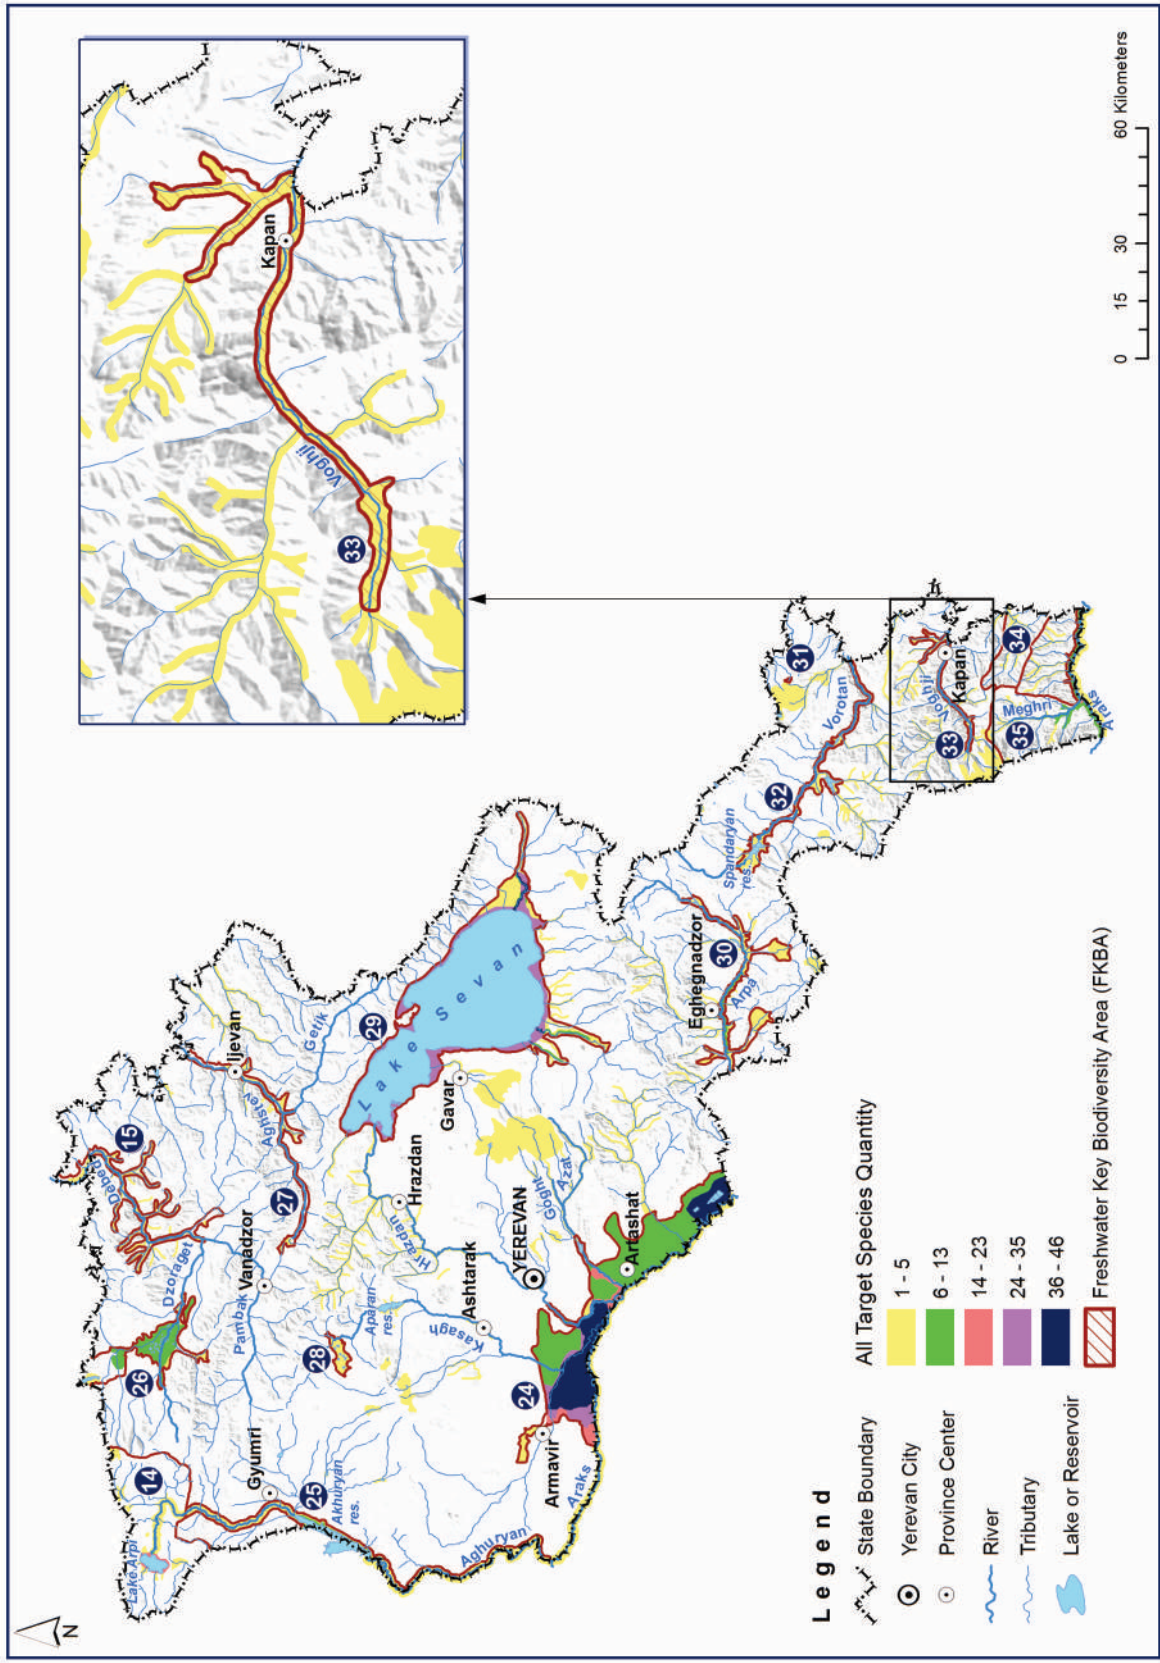 N
Lake Arpi
14
26
15
Debed
Dzoraget
Gyumri
Pambak
Vanadzor
25
Akhuryan
res.
28
27
Aghstev
Ijevan
Getik
Aparan
res.
Hrazdan
Hrazdan
29
Lake Sevan
Gavar
Kasagh
Ashtarak
YEREVAN
Goght
Azat
Aghuryan
Armavir
24
Araks
Artashat
Eghegnadzor
30
Arpa
Spandaryan
res.
32
Vorotan
31
33
Voghji
Kapan
35
Meghri
34
Araks
33
Voghji
Kapan
Legend
State Boundary
Yerevan City
Province Center
River
Tributary
Lake or Reservoir
All Target Species Quantity
1 - 5
6 - 13
14 - 23
24 - 35
36 - 46
Freshwater Key Biodiversity Area (FKBA)
0 15 30 60 Kilometers